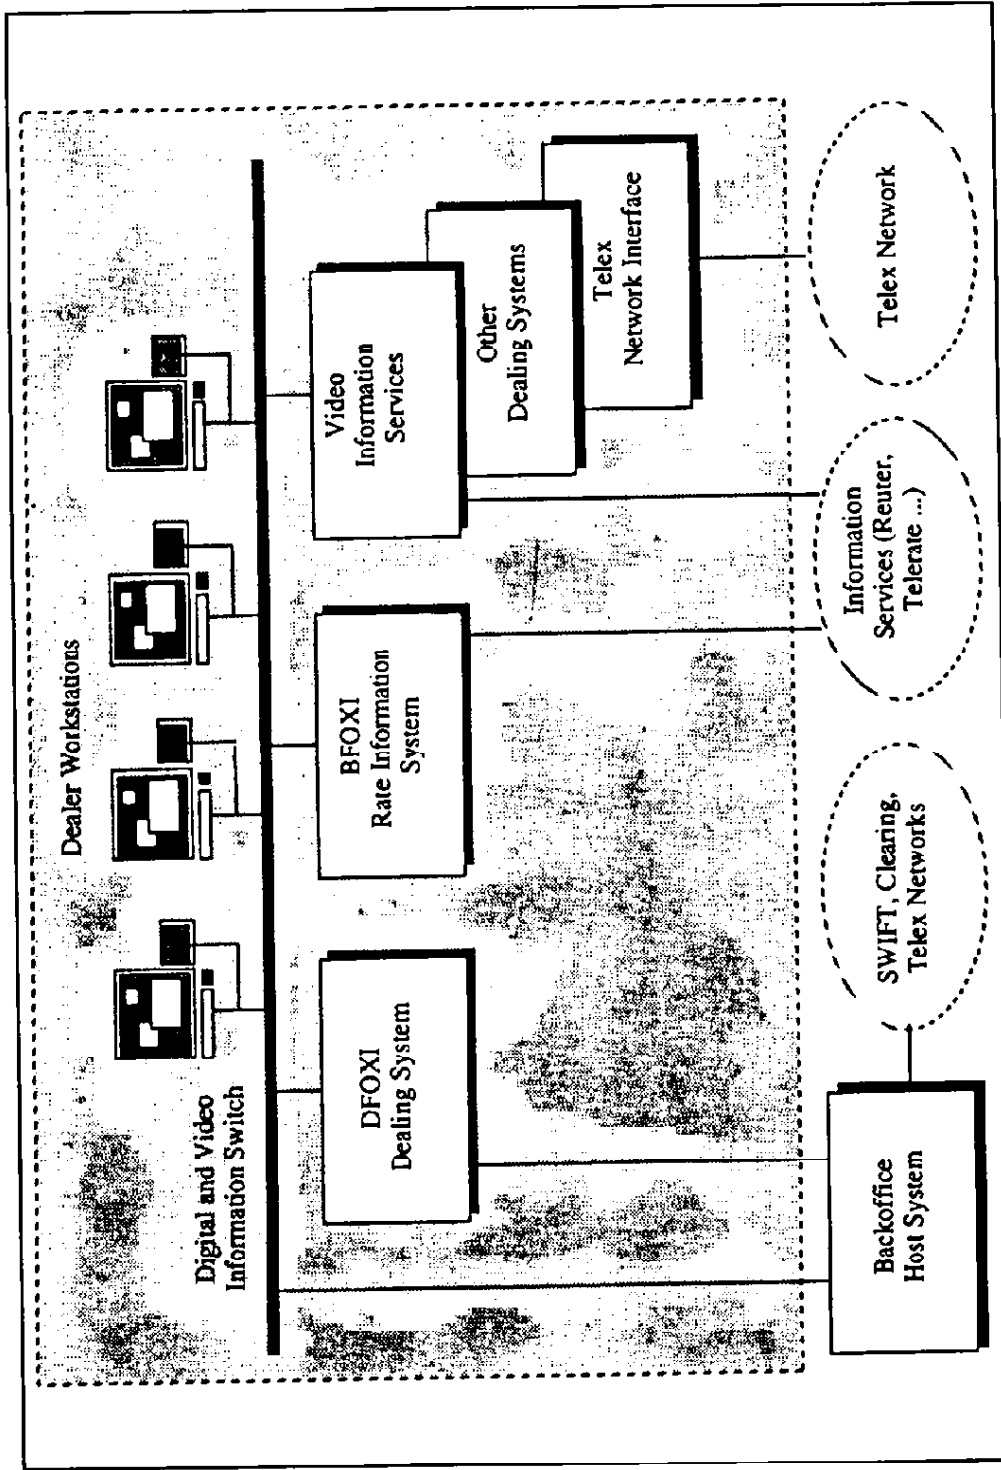 Dealer Workstations
Digital and Video
Information Switch
DFOXI
Dealing System
BFOXI
Rate Information
System
Video
Information
Services
Other
Dealing Systems
Telex
Network Interface
Backoffice
Host System
SWIFT, Clearing,
Telex Networks
Information
Services (Reuter,
Telerate ...)
Telex Network